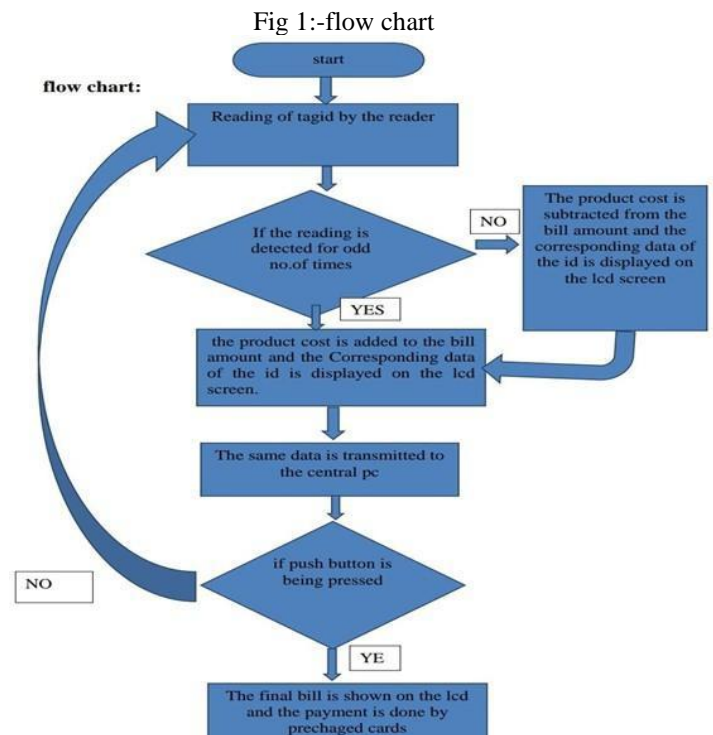 Fig 1:-flow chart
start
flow chart:
Reading of tagid by the reader
If the reading is
detected for odd
no.of times
NO
The product cost is
subtracted from the
bill amount and the
corresponding data of
the id is displayed on
the lcd screen
YES
the product cost is added to the bill
amount and the Corresponding data
of the id is displayed on the lcd
screen.
The same data is transmitted to
the central pc
if push button is
being pressed
NO
YE
The final bill is shown on the lcd
and the payment is done by
prechaged cards